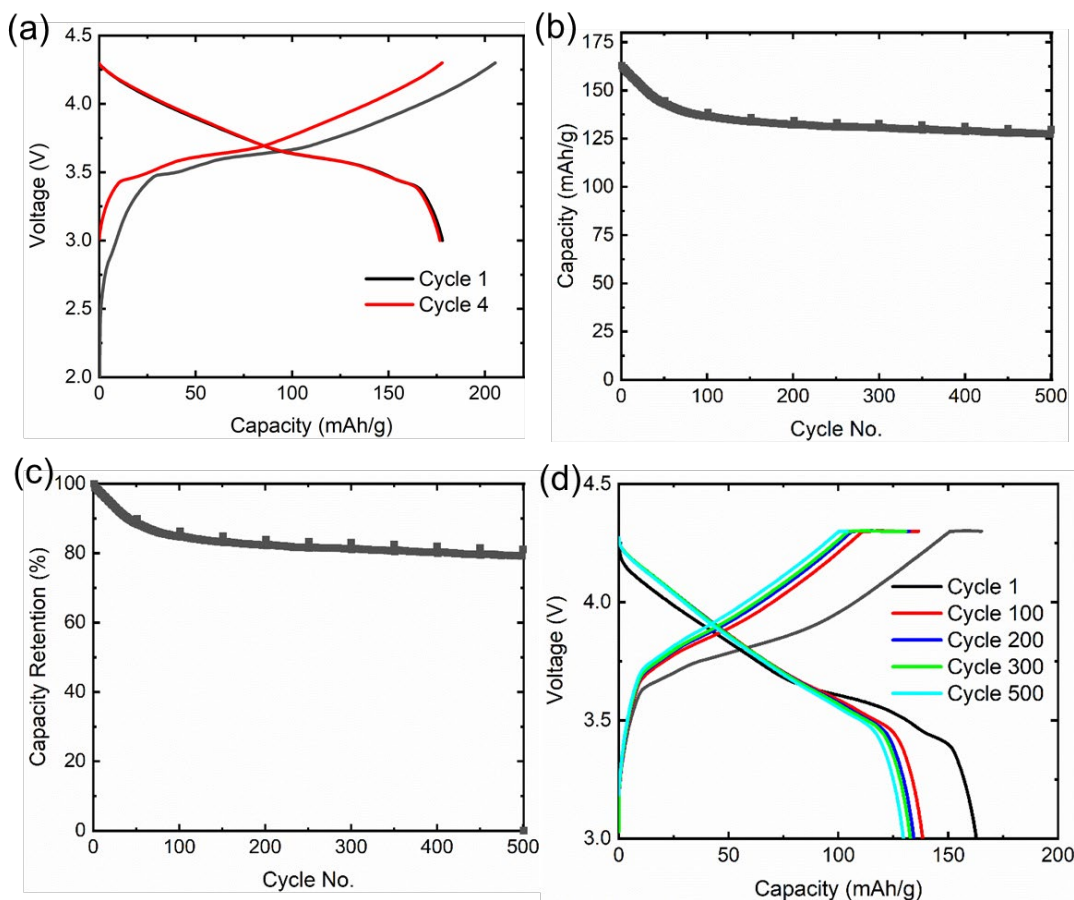 (a)
4.5
4.0
3.5
3.0
2.5
2.0
Voltage (V)
Cycle 1
Cycle 4
0 50 100 150 200
Capacity (mAh/g)
(b)
175
150
125
100
75
50
25
0
Capacity (mAh/g)
0 100 200 300 400 500
Cycle No.
(c)
100
80
60
40
20
0
Capacity Retention (%)
0 100 200 300 400 500
Cycle No.
(d)
4.5
4.0
3.5
3.0
Voltage (V)
Cycle 1
Cycle 100
Cycle 200
Cycle 300
Cycle 500
0 50 100 150 200
Capacity (mAh/g)